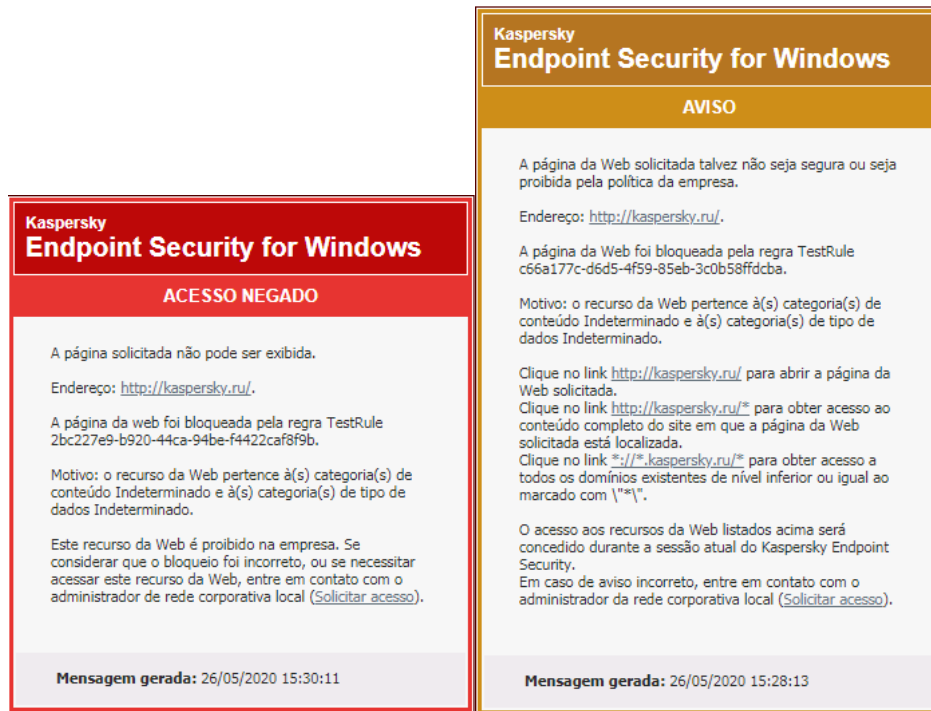 Kaspersky
Endpoint Security for Windows
ACESSO NEGADO
A página solicitada não pode ser exibida.
Endereço: http://kaspersky.ru/.
A página da web foi bloqueada pela regra TestRule
2bc227e9-b920-44ca-94be-f4422caf8f9b.
Motivo: o recurso da Web pertence à(s) categoria(s) de
conteúdo Indeterminado e à(s) categoria(s) de tipo de
dados Indeterminado.
Este recurso da Web é proibido na empresa. Se
considerar que o bloqueio foi incorreto, ou se necessitar
acessar este recurso da Web, entre em contato com o
administrador de rede corporativa local (Solicitar acesso).
Mensagem gerada: 26/05/2020 15:30:11
Kaspersky
Endpoint Security for Windows
AVISO
A página da Web solicitada talvez não seja segura ou seja
proibida pela política da empresa.
Endereço: http://kaspersky.ru/.
A página da Web foi bloqueada pela regra TestRule
c66a177c-d6d5-4f59-85eb-3c0b58ffdcba.
Motivo: o recurso da Web pertence à(s) categoria(s) de
conteúdo Indeterminado e à(s) categoria(s) de tipo de
dados Indeterminado.
Clique no link http://kaspersky.ru/ para abrir a página da
Web solicitada.
Clique no link http://kaspersky.ru/* para obter acesso ao
conteúdo completo do site em que a página da Web
solicitada está localizada.
Clique no link *://*.kaspersky.ru/* para obter acesso a
todos os domínios existentes de nível inferior ou igual ao
marcado com \"*\".
O acesso aos recursos da Web listados acima será
concedido durante a sessão atual do Kaspersky Endpoint
Security.
Em caso de aviso incorreto, entre em contato com o
administrador da rede corporativa local (Solicitar acesso).
Mensagem gerada: 26/05/2020 15:28:13